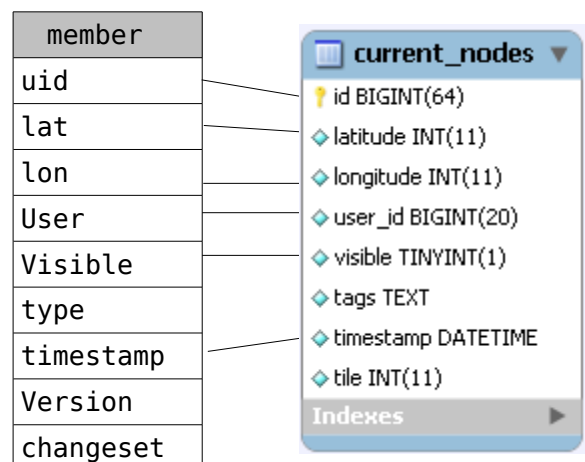 member
uid
lat
lon
User
Visible
type
timestamp
Version
changeset
current_nodes
id BIGINT(64)
latitude INT(11)
longitude INT(11)
user_id BIGINT(20)
visible TINYINT(1)
tags TEXT
timestamp DATETIME
tile INT(11)
Indexes